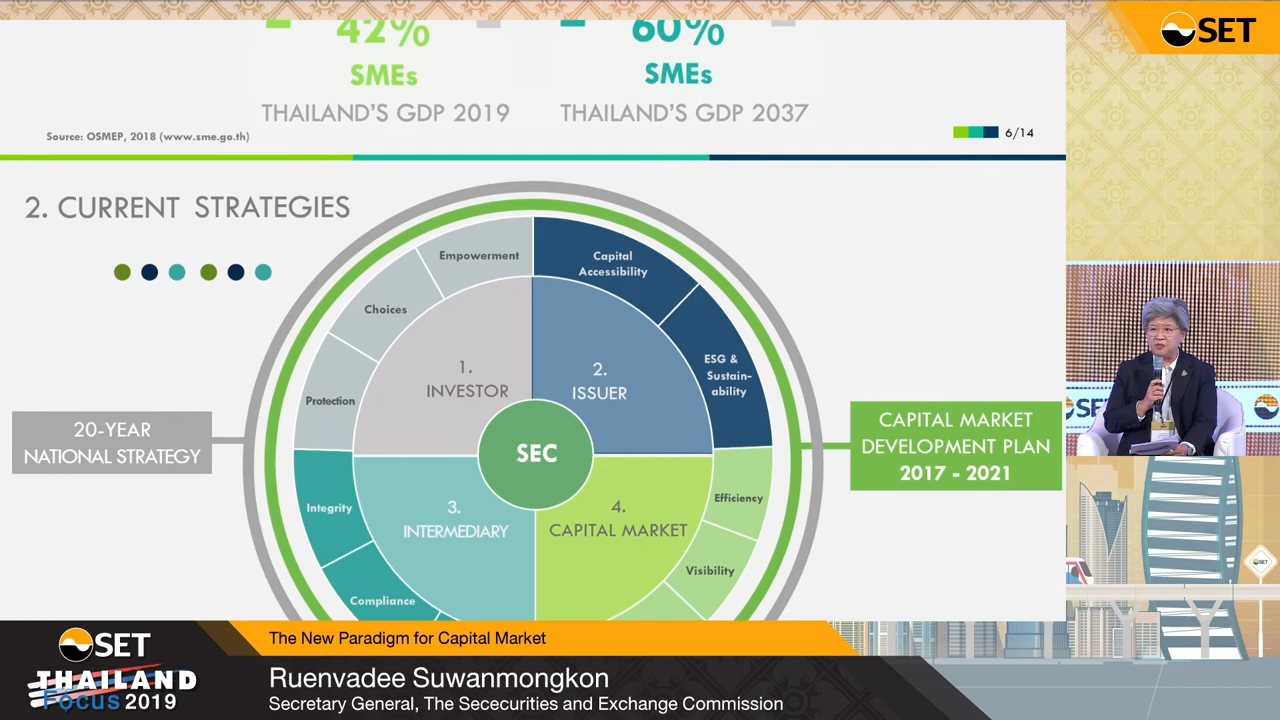 42%
60%
SMEs
SMEs
THAILAND'S GDP 2019
THAILAND'S GDP 2037
Source: OSMEP, 2018 (www.sme.go.th)
6/14
SET
2. CURRENT STRATEGIES
Empowerment
Capital
Accessibility
Choices
ESG &
Sustain-
ability
Protection
1.
INVESTOR
2.
ISSUER
20-YEAR
NATIONAL STRATEGY
SEC
CAPITAL MARKET
DEVELOPMENT PLAN
2017 - 2021
Integrity
3.
INTERMEDIARY
4.
CAPITAL MARKET
Efficiency
Visibility
Compliance
SET
SET
SET
THAILAND
FOCUS 2019
The New Paradigm for Capital Market
Ruenvadee Suwanmongkon
Secretary General, The Sececurities and Exchange Commission